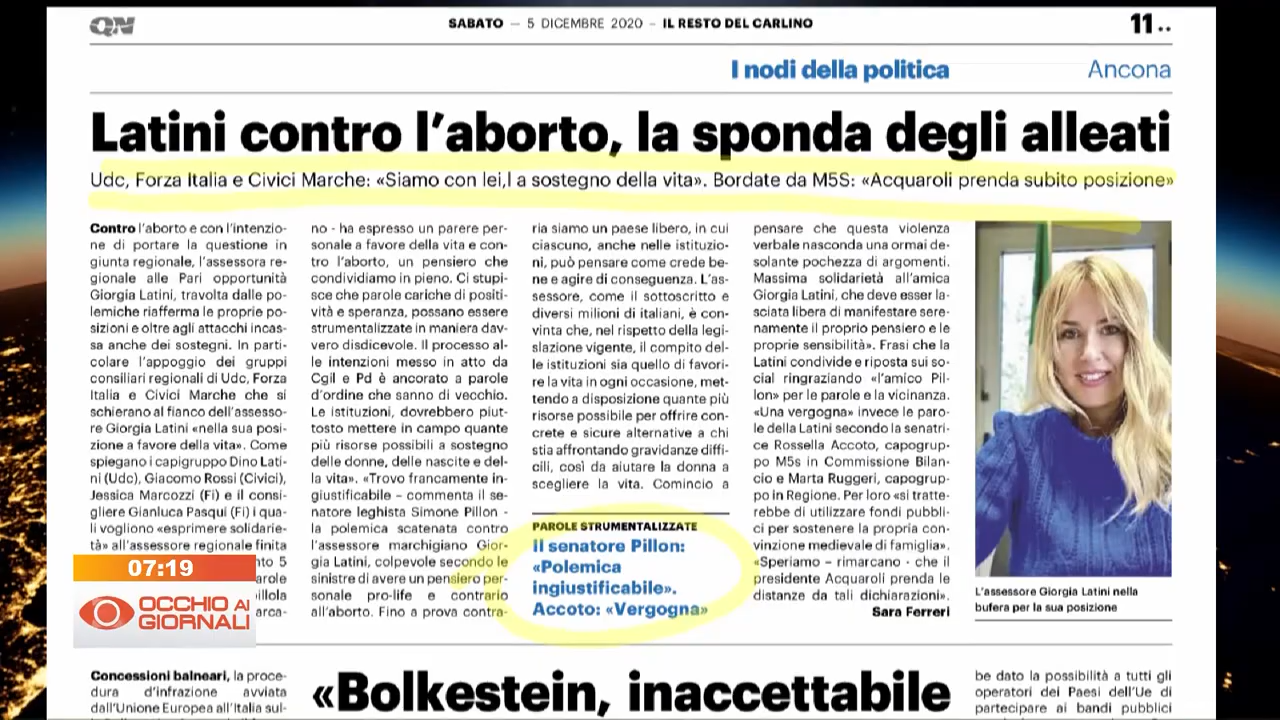 QN
SABATO — 5 DICEMBRE 2020 – IL RESTO DEL CARLINO
11..
I nodi della politica
Ancona
Latini contro l'aborto, la sponda degli alleati
Udc, Forza Italia e Civici Marche: «Siamo con lei,l a sostegno della vita». Bordate da M5S: «Acquaroli prenda subito posizione»
Contro l'aborto e con l'intenzio-
ne di portare la questione in
giunta regionale, l'assessora re-
gionale alle Pari opportunità
Giorgia Latini, travolta dalle po-
lemiche riafferma le proprie po-
sizioni e oltre agli attacchi incas-
sa anche dei sostegni. In parti-
colare l'appoggio dei gruppi
consiliari regionali di Udc, Forza
Italia e Civici Marche che si
schierano al fianco dell'assesso-
re Giorgia Latini «nella sua posi-
zione a favore della vita». Come
spiegano i capigruppo Dino Lati-
ni (Udc), Giacomo Rossi (Civici),
Jessica Marcozzi (Fi) e il consi-
gliere Gianluca Pasqui (Fi) i qua-
li vogliono «esprimere solidarie-
tà» all'assessore regionale finita
nto 5
arole
illola
arca-
no - ha espresso un parere per-
sonale a favore della vita e con-
tro l'aborto, un pensiero che
condividiamo in pieno. Ci stupi-
sce che parole cariche di positi-
vità e speranza, possano essere
strumentalizzate in maniera dav-
vero disdicevole. Il processo al-
le intenzioni messo in atto da
Cgil e Pd è ancorato a parole
d'ordine che sanno di vecchio.
Le istituzioni, dovrebbero piut-
tosto mettere in campo quante
più risorse possibili a sostegno
delle donne, delle nascite e del-
la vita». «Trovo francamente in-
giustificabile – commenta il se-
natore leghista Simone Pillon -
la polemica scatenata contro
l'assessore marchigiano Gior-
gia Latini, colpevole secondo le
sinistre di avere un pensiero per-
sonale pro-life e contrario
all'aborto. Fino a prova contra-
ria siamo un paese libero, in cui
ciascuno, anche nelle istituzio-
ni, può pensare come crede be-
ne e agire di conseguenza. L'as-
sessore, come il sottoscritto e
diversi milioni di italiani, è con-
vinta che, nel rispetto della legi-
slazione vigente, il compito del-
le istituzioni sia quello di favori-
re la vita in ogni occasione, met-
tendo a disposizione quante più
risorse possibile per offrire con-
crete e sicure alternative a chi
stia affrontando gravidanze diffi-
cili, così da aiutare la donna a
scegliere la vita. Comincio a
PAROLE STRUMENTALIZZATE
Il senatore Pillon:
«Polemica
ingiustificabile».
Accoto: «Vergogna»
pensare che questa violenza
verbale nasconda una ormai de-
solante pochezza di argomenti.
Massima solidarietà all'amica
Giorgia Latini, che deve esser la-
sciata libera di manifestare sere-
namente il proprio pensiero e le
proprie sensibilità». Frasi che la
Latini condivide e riposta sui so-
cial ringraziando «l'amico Pil-
lon» per le parole e la vicinanza.
«Una vergogna» invece le paro-
le della Latini secondo la senatri-
ce Rossella Accoto, capogrup-
po M5s in Commissione Bilan-
cio e Marta Ruggeri, capogrup-
po in Regione. Per loro «si tratte-
rebbe di utilizzare fondi pubbli-
ci per sostenere la propria con-
vinzione medievale di famiglia».
«Speriamo – rimarcano - che il
presidente Acquaroli prenda le
distanze da tali dichiarazioni».
Sara Ferreri
L'assessore Giorgia Latini nella
bufera per la sua posizione
07:19
OCCHIO AI
GIORNALI
Concessioni balneari, la proce-
dura d'infrazione avviata
dall'Unione Europea all'Italia sul-
«Bolkestein, inaccettabile
be dato la possibilità a tutti gli
operatori dei Paesi dell'Ue di
partecipare ai bandi pubblici